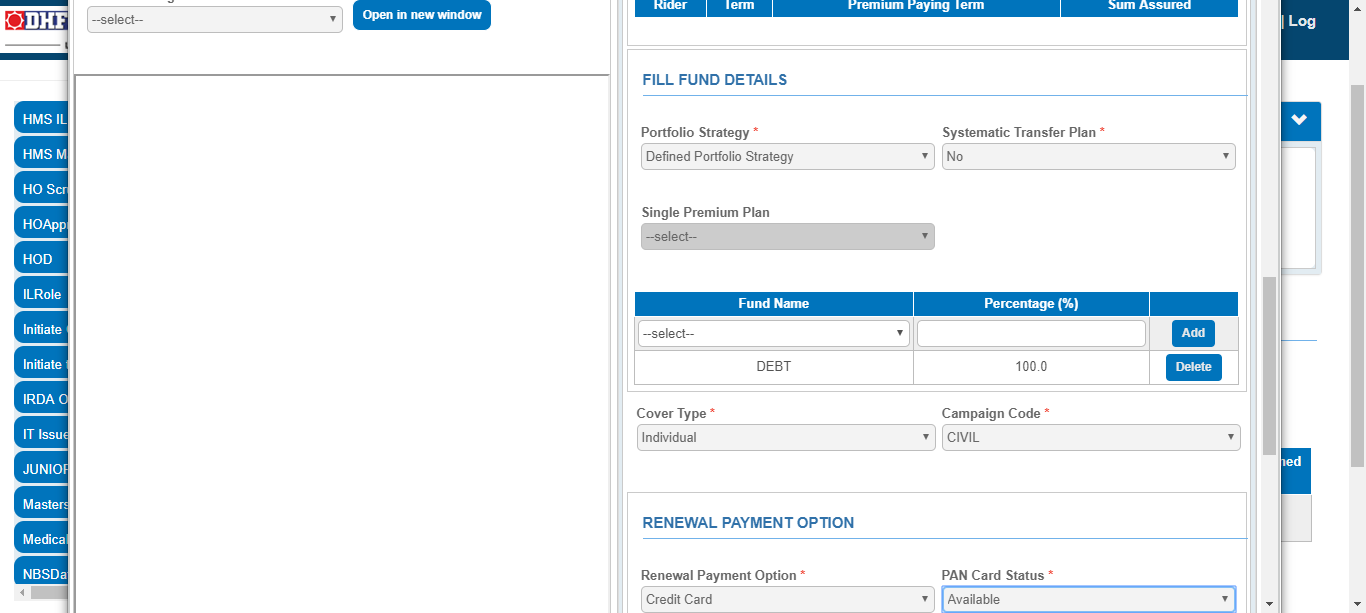 --select--
Open in new window
Rider Term Premium Paying Term Sum Assured
| Log
FILL FUND DETAILS
Portfolio Strategy * Systematic Transfer Plan *
Defined Portfolio Strategy No
Single Premium Plan
--select--
Fund Name Percentage (%)
--select-- Add
DEBT 100.0 Delete
Cover Type * Campaign Code *
Individual CIVIL
RENEWAL PAYMENT OPTION
Renewal Payment Option * PAN Card Status *
Credit Card Available
DHF
HMS IL
HMS M
HO Scr
HOApp
HOD
ILRole
Initiate
Initiate
IRDA O
IT Issue
JUNIOR
Masters
Medical
NBSDa